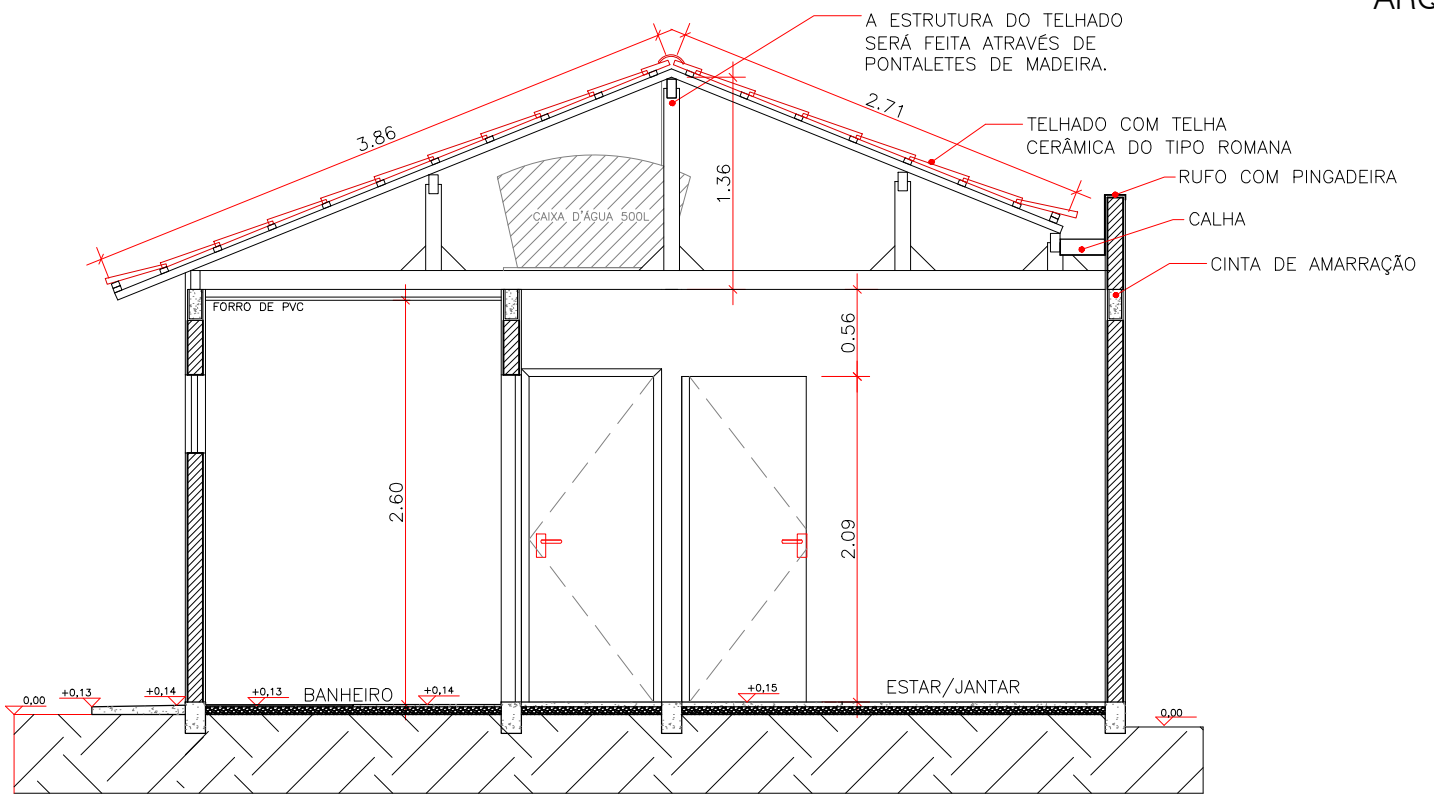 A ESTRUTURA DO TELHADO
SERÁ FEITA ATRAVÉS DE
PONTALETES DE MADEIRA.
3.86
2.71
TELHADO COM TELHA
CERÂMICA DO TIPO ROMANA
RUFO COM PINGADEIRA
1.36
CAIXA D'ÁGUA 500L
CALHA
CINTA DE AMARRAÇÃO
FORRO DE PVC
0.56
2.60
2.09
0,00
+0,13
+0,14
+0,13
BANHEIRO
+0,14
+0,15
ESTAR/JANTAR
0,00